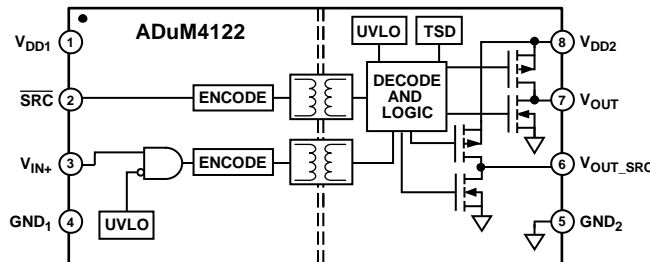 ADuM4122
VDD1
1
SRC
2
VIN+
3
GND1
4
ENCODE
ENCODE
UVLO
UVLO
TSD
DECODE
AND
LOGIC
8
VDD2
7
VOUT
6
VOUT_SRC
5
GND2